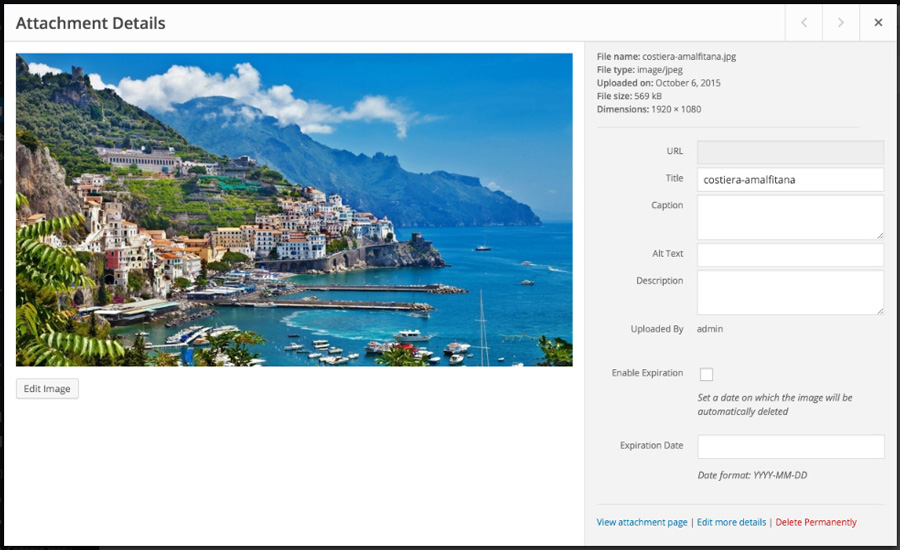 Attachment Details
File name: costiera-amalfitana.jpg
File type: image/jpeg
Uploaded on: October 6, 2015
File size: 569 kB
Dimensions: 1920 × 1080
URL
Title costiera-amalfitana
Caption
Alt Text
Description
Uploaded By admin
Enable Expiration
Set a date on which the image will be
automatically deleted
Expiration Date
Date format: YYYY-MM-DD
Edit Image
View attachment page | Edit more details | Delete Permanently